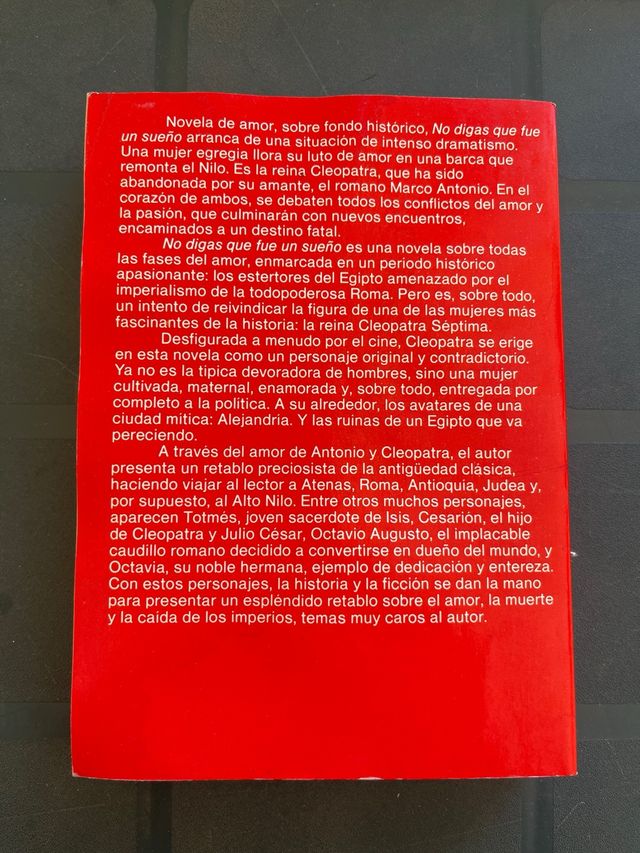 Novela de amor, sobre fondo histórico, No digas que fue
un sueño arranca de una situación de intenso dramatismo.
Una mujer egregia llora su luto de amor en una barca que
remonta el Nilo. Es la reina Cleopatra, que ha sido
abandonada por su amante, el romano Marco Antonio. En el
corazón de ambos, se debaten todos los conflictos del amor y
la pasión, que culminarán con nuevos encuentros,
encaminados a un destino fatal.
No digas que fue un sueño es una novela sobre todas
las fases del amor, enmarcada en un periodo histórico
apasionante: los estertores del Egipto amenazado por el
imperialismo de la todopoderosa Roma. Pero es, sobre todo,
un intento de reivindicar la figura de una de las mujeres más
fascinantes de la historia: la reina Cleopatra Séptima.
Desfigurada a menudo por el cine, Cleopatra se erige
en esta novela como un personaje original y contradictorio.
Ya no es la típica devoradora de hombres, sino una mujer
cultivada, maternal, enamorada y, sobre todo, entregada por
completo a la política. A su alrededor, los avatares de una
ciudad mítica: Alejandría. Y las ruinas de un Egipto que va
pereciendo.
A través del amor de Antonio y Cleopatra, el autor
presenta un retablo preciosista de la antigüedad clásica,
haciendo viajar al lector a Atenas, Roma, Antioquia, Judea y,
por supuesto, al Alto Nilo. Entre otros muchos personajes,
aparecen Totmés, joven sacerdote de Isis, Cesarión, el hijo
de Cleopatra y Julio César, Octavio Augusto, el implacable
caudillo romano decidido a convertirse en dueño del mundo, y
Octavia, su noble hermana, ejemplo de dedicación y entereza.
Con estos personajes, la historia y la ficción se dan la mano
para presentar un espléndido retablo sobre el amor, la muerte
y la caída de los imperios, temas muy caros al autor.